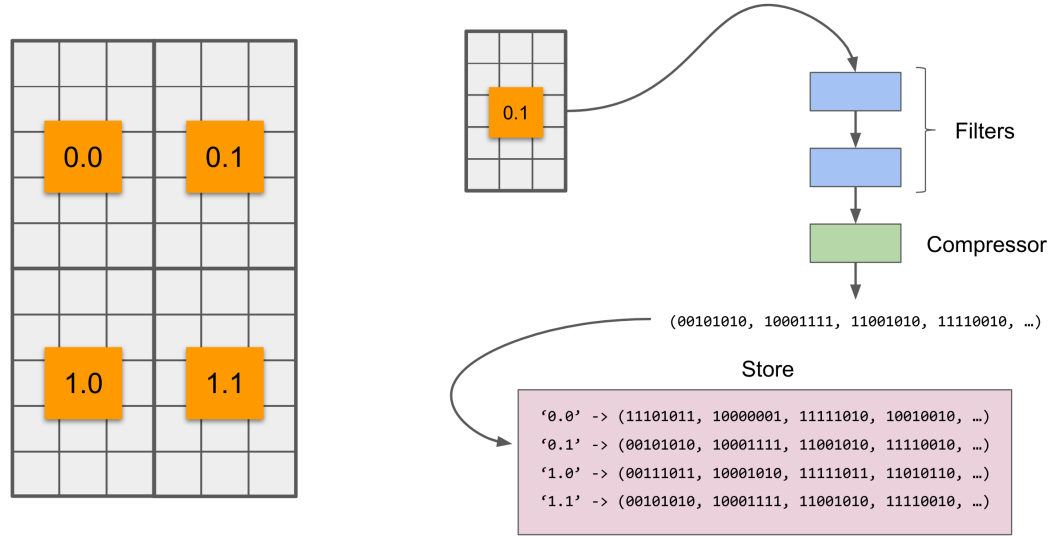 0.0
0.1
1.0
1.1
0.1
Filters
Compressor
(00101010, 10001111, 11001010, 11110010, …)
Store
‘0.0’ -> (11101011, 10000001, 11111010, 10010010, …)
‘0.1’ -> (00101010, 10001111, 11001010, 11110010, …)
‘1.0’ -> (00111011, 10001010, 11111011, 11010110, …)
‘1.1’ -> (00101010, 10001111, 11001010, 11110010, …)